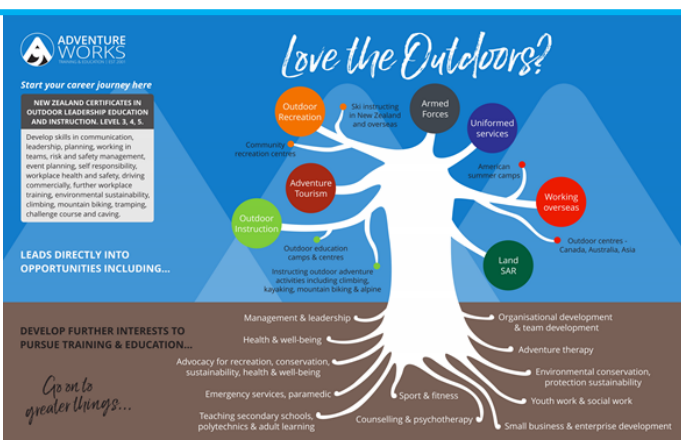 ADVENTURE
WORKS
TRAINING & EDUCATION | EST
Love the Outdoors?
Start your career journey here
NEW ZEALAND CERTIFICATES IN
OUTDOOR LEADERSHIP EDUCATION
AND INSTRUCTION. LEVEL 3, 4, 5.
Develop skills in communication,
leadership, planning, working in
teams, risk and safety management,
event planning, self responsibility,
workplace health and safety, driving
commercially, further workplace
training, environmental sustainability,
climbing, mountain biking, tramping,
challenge course and caving.
LEADS DIRECTLY INTO
OPPORTUNITIES INCLUDING...
Outdoor
Recreation
Ski instructing
in New Zealand
and overseas
Armed
Forces
Uniformed
services
Community
recreation centres
American
summer camps
Adventure
Tourism
Working
overseas
Outdoor
Instruction
Outdoor education
camps & centres
Outdoor centres -
Canada, Australia, Asia
Instructing outdoor adventure
activities including climbing,
kayaking, mountain biking & alpine
Land
SAR
DEVELOP FURTHER INTERESTS TO
PURSUE TRAINING & EDUCATION...
Go on to
greater things...
Management & leadership
Health & well-being
Advocacy for recreation, conservation,
sustainability, health & well-being
Emergency services, paramedic
Teaching secondary schools,
polytechnics & adult learning
Sport & fitness
Counselling & psychotherapy
Organisational development
& team development
Adventure therapy
Environmental conservation,
protection sustainability
Youth work & social work
Small business & enterprise development